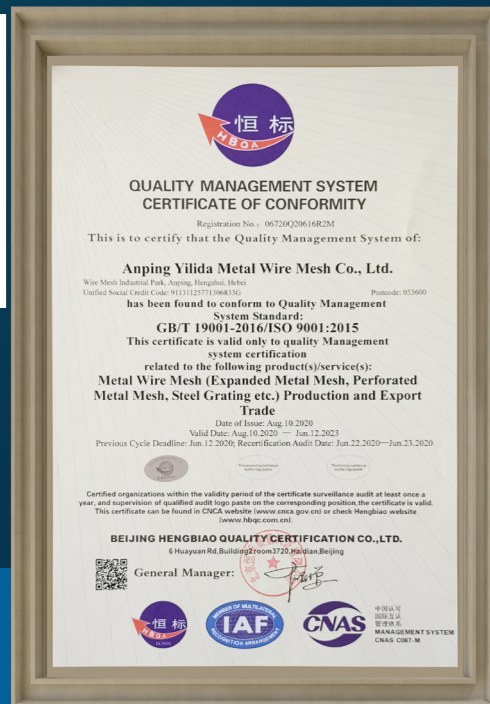 恒标
HBQA
QUALITY MANAGEMENT SYSTEM
CERTIFICATE OF CONFORMITY
Registration No.: 06720Q20616R2M
This is to certify that the Quality Management System of:
Anping Yilida Metal Wire Mesh Co., Ltd.
Wire Mesh Industrial Park, Anping, Hengshui, Hebei
Unified Social Credit Code: 91131125771306833G Postcode: 053600
has been found to conform to Quality Management
System Standard:
GB/T 19001-2016/ISO 9001:2015
This certificate is valid only to quality Management
system certification
related to the following product(s)/service(s):
Metal Wire Mesh (Expanded Metal Mesh, Perforated
Metal Mesh, Steel Grating etc.) Production and Export
Trade
Date of Issue: Aug.10.2020
Valid Date: Aug.10.2020 — Jun.12.2023
Previous Cycle Deadline: Jun.12.2020; Recertification Audit Date: Jun.22.2020—Jun.23.2020
Certified organizations within the validity period of the certificate surveillance audit at least once a
year, and supervision of qualified audit logo paste on the corresponding position,the certificate is valid.
This certificate can be found in CNCA website (www.cnca.gov.cn) or check Hengbiao website
(www.hbqc.com.cn).
BEIJING HENGBIAO QUALITY CERTIFICATION CO.,LTD.
6 Huayuan Rd,Building2room3720,Haidian,Beijing
General Manager:
恒标
HBQA
MEMBER OF MULTILATERAL
IAF
RECOGNITION ARRANGEMENT
CNAS
中国认可
国际互认
管理体系
MANAGEMENT SYSTEM
CNAS C067-M